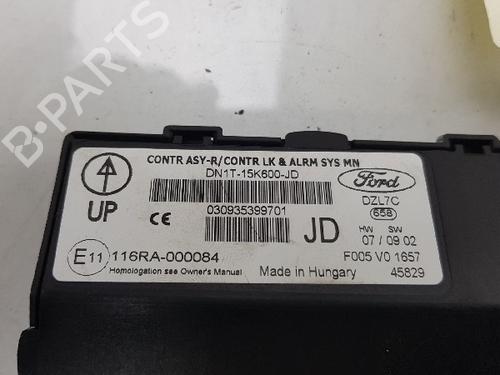 CONTR ASY-R/CONTR LK & ALRM SYS MN
DN1T-15K600-JD
Ford
DZL7C
658
UP
CE
030935399701
JD
HW SW
07 / 09 02
E11
116RA-000084
F005 V0 1657
Homologation see Owner's Manual
Made in Hungary
45829
B-PARTS